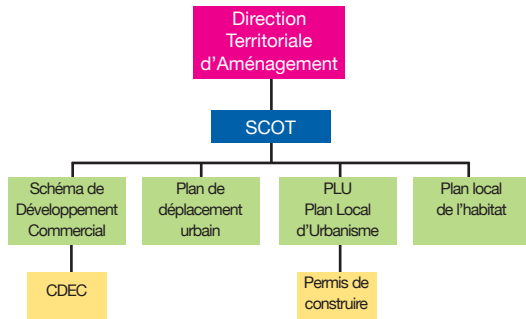 Direction
Territoriale
d'Aménagement
SCOT
Schéma de
Développement
Commercial
Plan de
déplacement
urbain
PLU
Plan Local
d'Urbanisme
Plan local
de l'habitat
CDEC
Permis de
construire